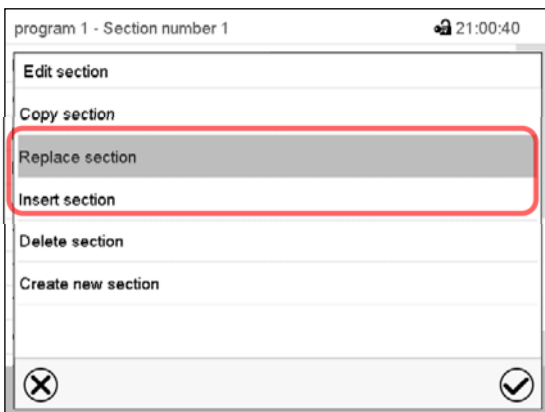 program 1 - Section number 1 21:00:40
Edit section
Copy section
Replace section
Insert section
Delete section
Create new section